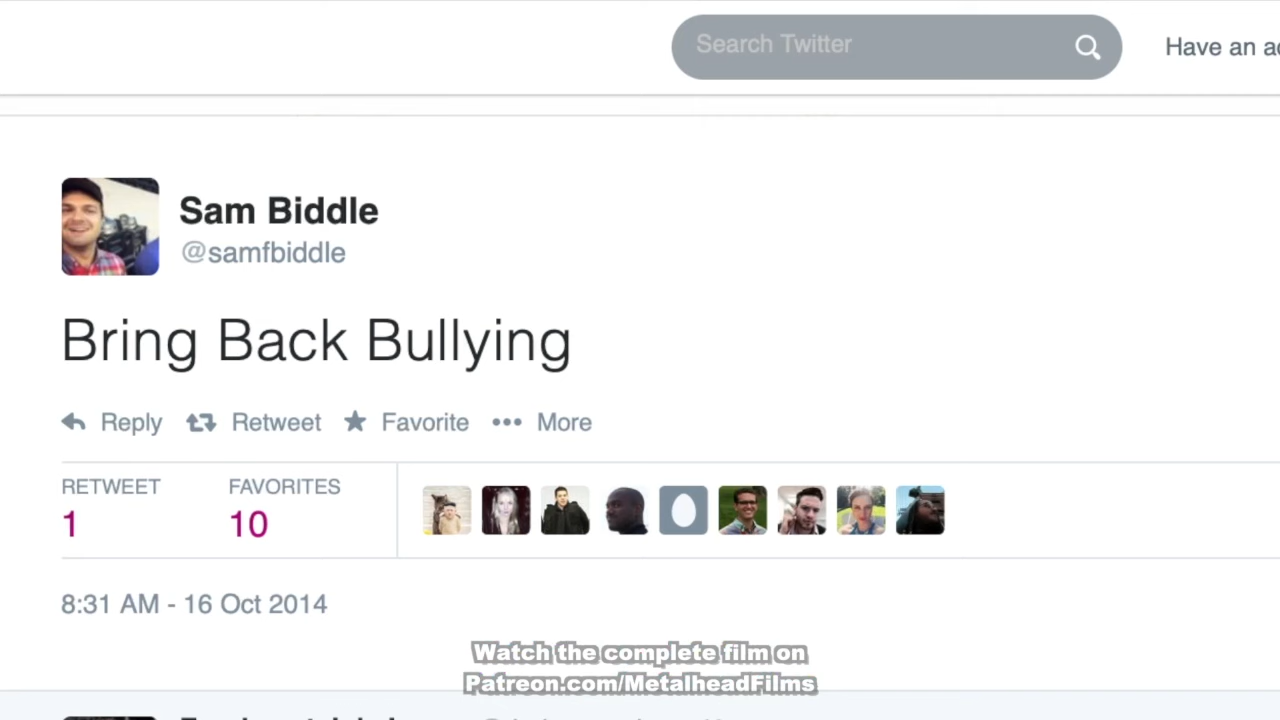 Search Twitter
Have an
Sam Biddle
@samfbiddle
Bring Back Bullying
Reply Retweet Favorite More
RETWEET FAVORITES
1 10
8:31 AM - 16 Oct 2014
Watch the complete film on
Patreon.com/MetalheadFilms